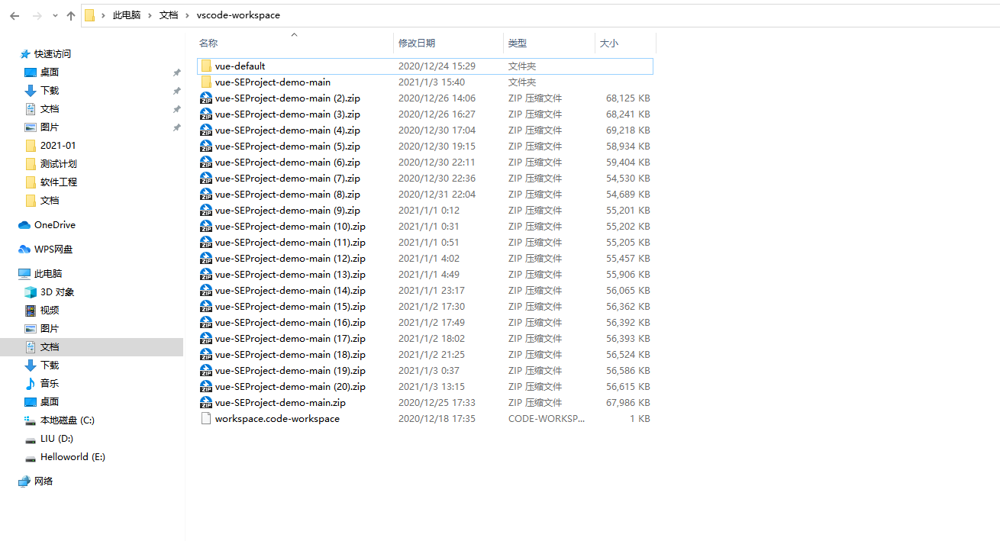 此电脑 › 文档 › vscode-workspace
名称 修改日期 类型 大小
快速访问
桌面
下载
文档
图片
2021-01
测试计划
软件工程
文档
OneDrive
WPS网盘
此电脑
3D 对象
视频
图片
文档
下载
音乐
桌面
本地磁盘 (C:)
LIU (D:)
Helloworld (E:)
网络
vue-default 2020/12/24 15:29 文件夹
vue-SEProject-demo-main 2021/1/3 15:40 文件夹
vue-SEProject-demo-main (2).zip 2020/12/26 14:06 ZIP 压缩文件 68,125 KB
vue-SEProject-demo-main (3).zip 2020/12/26 16:27 ZIP 压缩文件 68,241 KB
vue-SEProject-demo-main (4).zip 2020/12/30 17:04 ZIP 压缩文件 69,218 KB
vue-SEProject-demo-main (5).zip 2020/12/30 19:15 ZIP 压缩文件 58,934 KB
vue-SEProject-demo-main (6).zip 2020/12/30 22:11 ZIP 压缩文件 59,404 KB
vue-SEProject-demo-main (7).zip 2020/12/30 22:36 ZIP 压缩文件 54,530 KB
vue-SEProject-demo-main (8).zip 2020/12/31 22:04 ZIP 压缩文件 54,689 KB
vue-SEProject-demo-main (9).zip 2021/1/1 0:12 ZIP 压缩文件 55,201 KB
vue-SEProject-demo-main (10).zip 2021/1/1 0:31 ZIP 压缩文件 55,202 KB
vue-SEProject-demo-main (11).zip 2021/1/1 0:51 ZIP 压缩文件 55,205 KB
vue-SEProject-demo-main (12).zip 2021/1/1 4:02 ZIP 压缩文件 55,457 KB
vue-SEProject-demo-main (13).zip 2021/1/1 4:49 ZIP 压缩文件 55,906 KB
vue-SEProject-demo-main (14).zip 2021/1/1 23:17 ZIP 压缩文件 56,065 KB
vue-SEProject-demo-main (15).zip 2021/1/2 17:30 ZIP 压缩文件 56,362 KB
vue-SEProject-demo-main (16).zip 2021/1/2 17:49 ZIP 压缩文件 56,392 KB
vue-SEProject-demo-main (17).zip 2021/1/2 18:02 ZIP 压缩文件 56,393 KB
vue-SEProject-demo-main (18).zip 2021/1/2 21:25 ZIP 压缩文件 56,524 KB
vue-SEProject-demo-main (19).zip 2021/1/3 0:37 ZIP 压缩文件 56,586 KB
vue-SEProject-demo-main (20).zip 2021/1/3 13:15 ZIP 压缩文件 56,615 KB
vue-SEProject-demo-main.zip 2020/12/25 17:33 ZIP 压缩文件 67,986 KB
workspace.code-workspace 2020/12/18 17:35 CODE-WORKSP... 1 KB